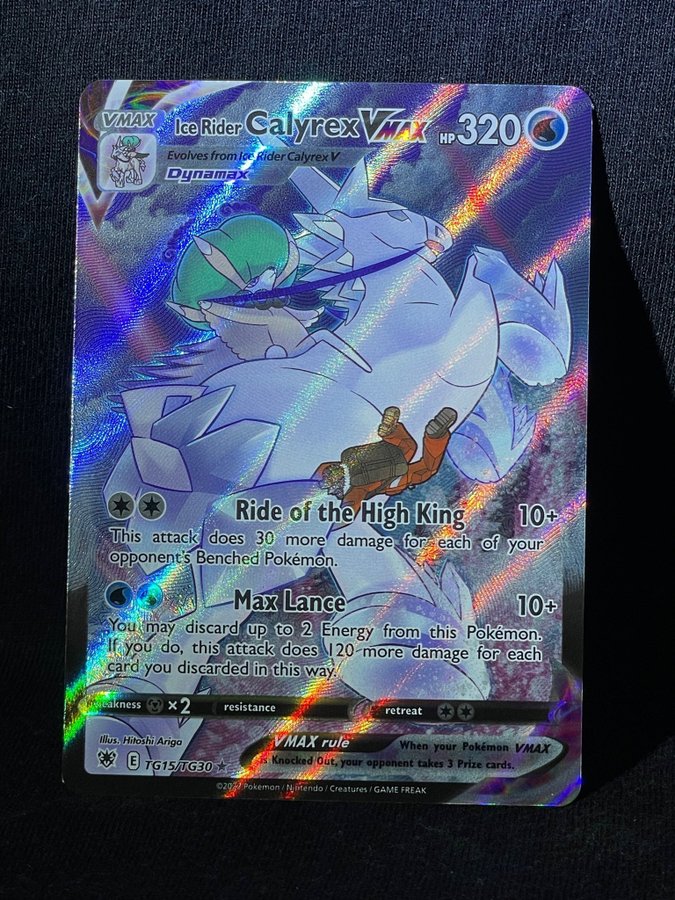 VMAX
Ice Rider Calyrex VMAX HP 320
Evolves from Ice Rider Calyrex V
Dynamax
Ride of the High King 10+
This attack does 30 more damage for each of your
opponent's Benched Pokémon.
Max Lance 10+
You may discard up to 2 Energy from this Pokémon.
If you do, this attack does 120 more damage for each
card you discarded in this way.
weakness ×2 resistance retreat
Illus. Hitoshi Ariga
VMAX rule When your Pokémon VMAX
is Knocked Out, your opponent takes 3 Prize cards.
E TG15/TG30
©2022 Pokémon / Nintendo / Creatures / GAME FREAK